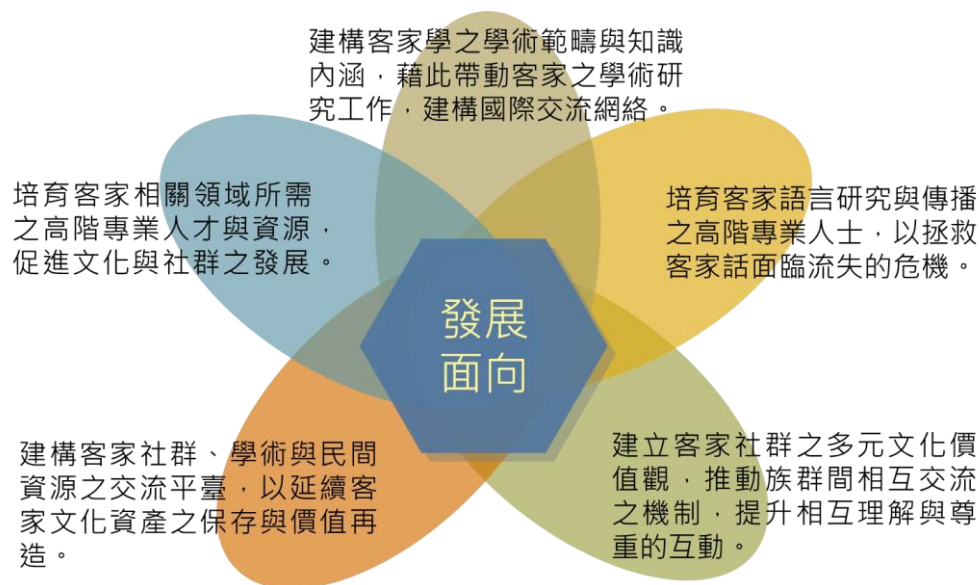 建構客家學之學術範疇與知識
內涵，藉此帶動客家之學術研
究工作，建構國際交流網絡。
培育客家相關領域所需
之高階專業人才與資源，
促進文化與社群之發展。
培育客家語言研究與傳播
之高階專業人士，以拯救
客家話面臨流失的危機。
發展
面向
建構客家社群、學術與民間
資源之交流平臺，以延續客
家文化資產之保存與價值再
造。
建立客家社群之多元文化價
值觀，推動族群間相互交流
之機制，提升相互理解與尊
重的互動。